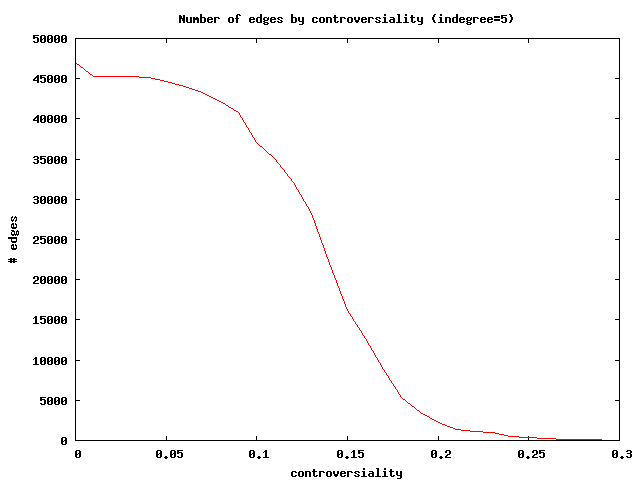 Number of edges by controversiality (indegree=5)
50000
45000
40000
35000
30000
25000
20000
15000
10000
5000
0
# edges
0 0.05 0.1 0.15 0.2 0.25 0.3
controversiality